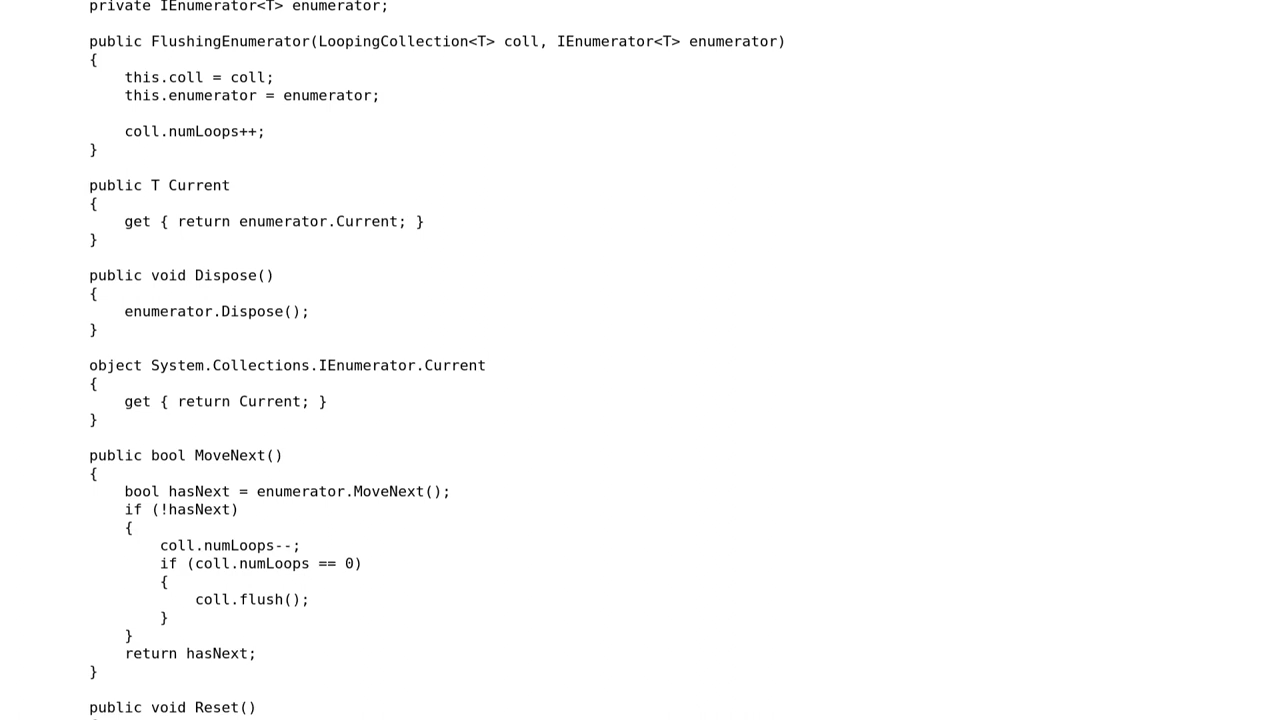 private IEnumerator<T> enumerator;
public FlushingEnumerator(LoopingCollection<T> coll, IEnumerator<T> enumerator)
{
this.coll = coll;
this.enumerator = enumerator;
coll.numLoops++;
}
public T Current
{
get { return enumerator.Current; }
}
public void Dispose()
{
enumerator.Dispose();
}
object System.Collections.IEnumerator.Current
{
get { return Current; }
}
public bool MoveNext()
{
bool hasNext = enumerator.MoveNext();
if (!hasNext)
{
coll.numLoops--;
if (coll.numLoops == 0)
{
coll.flush();
}
}
return hasNext;
}
public void Reset()